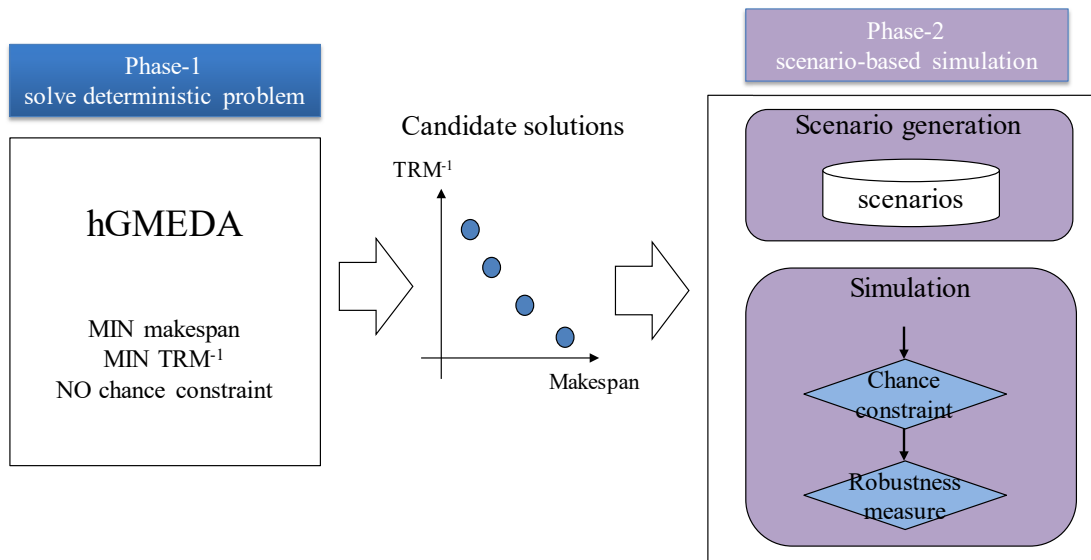 Phase-1
solve deterministic problem
hGMEDA
MIN makespan
MIN TRM⁻¹
NO chance constraint
Candidate solutions
TRM⁻¹
Makespan
Phase-2
scenario-based simulation
Scenario generation
scenarios
Simulation
Chance
constraint
Robustness
measure